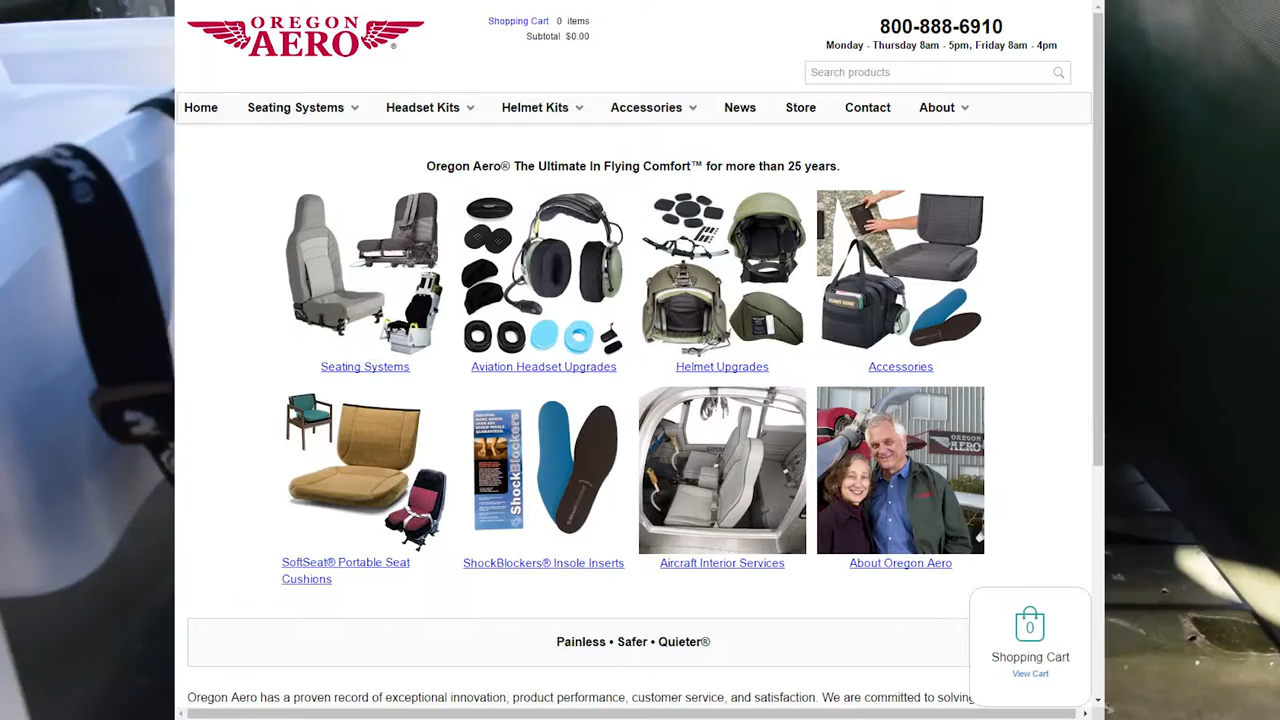 OREGON
AERO®
Shopping Cart 0 items
Subtotal $0.00
800-888-6910
Monday - Thursday 8am - 5pm, Friday 8am - 4pm
Search products
Home Seating Systems Headset Kits Helmet Kits Accessories News Store Contact About
Oregon Aero® The Ultimate In Flying Comfort™ for more than 25 years.
Seating Systems
Aviation Headset Upgrades
Helmet Upgrades
Accessories
ShockBlockers
OREGON
AERO
SoftSeat® Portable Seat
Cushions
ShockBlockers® Insole Inserts
Aircraft Interior Services
About Oregon Aero
0
Shopping Cart
View Cart
Painless • Safer • Quieter®
Oregon Aero has a proven record of exceptional innovation, product performance, customer service, and satisfaction. We are committed to solving